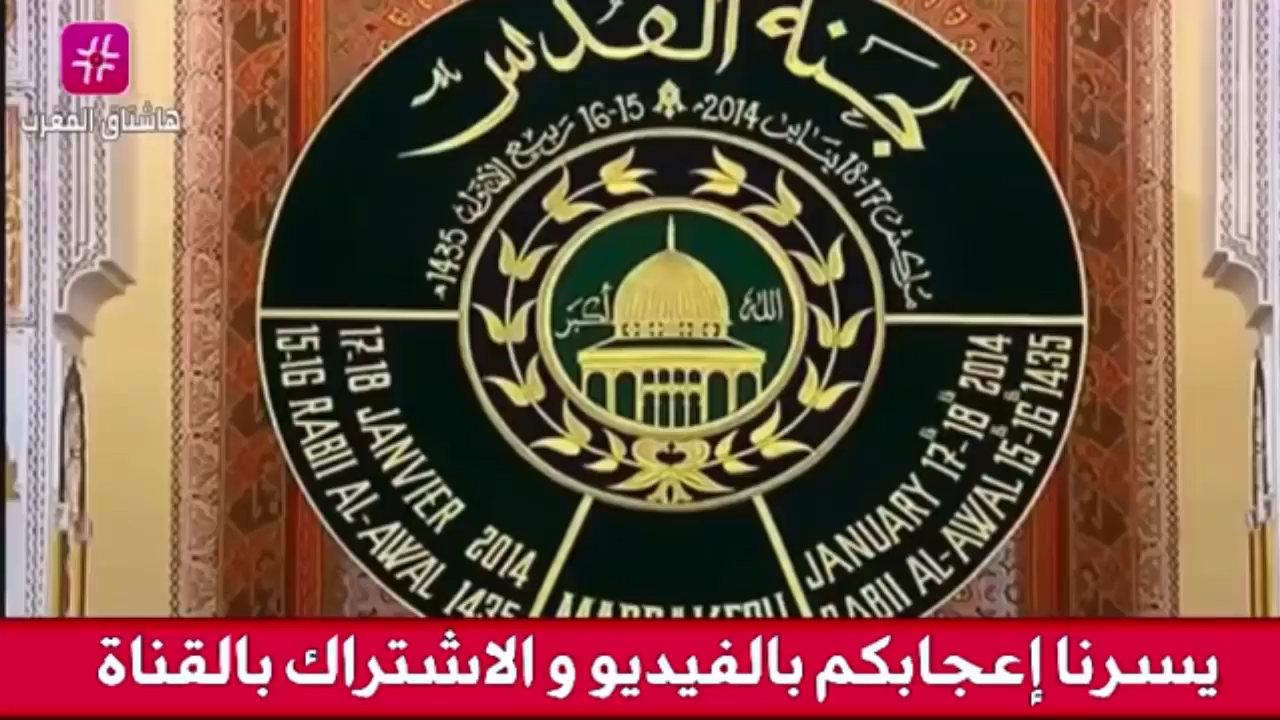 هاشتاق المغرب
لجنة القدس
مراكش 17-18 يناير 2014م
15-16 ربيع الأول 1435م
الله أكبر
17-18 JANVIER 2014
15-16 RABII AL-AWAL 1435
JANUARY 17th-18th 2014
RABII AL-AWAL 15th-16th 1435
MARRAKECH
يسرنا إعجابكم بالفيديو و الاشتراك بالقناة